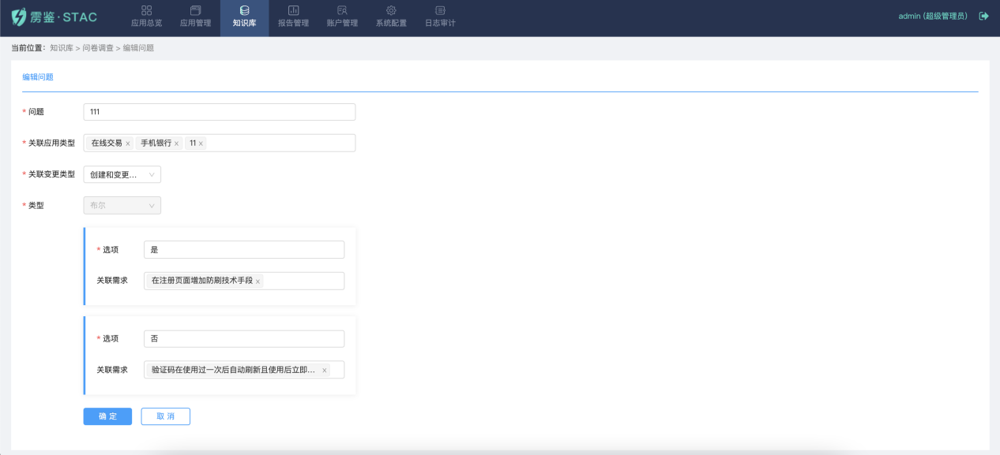 雳鉴·STAC
应用总览
应用管理
知识库
报告管理
账户管理
系统配置
日志审计
admin (超级管理员)
当前位置: 知识库 > 问卷调查 > 编辑问题
编辑问题
* 问题 111
* 关联应用类型 在线交易 × 手机银行 × 11 ×
* 关联变更类型 创建和变更...
* 类型 布尔
* 选项 是
关联需求 在注册页面增加防刷技术手段 ×
* 选项 否
关联需求 验证码在使用过一次后自动刷新且使用后立即... ×
确 定 取 消